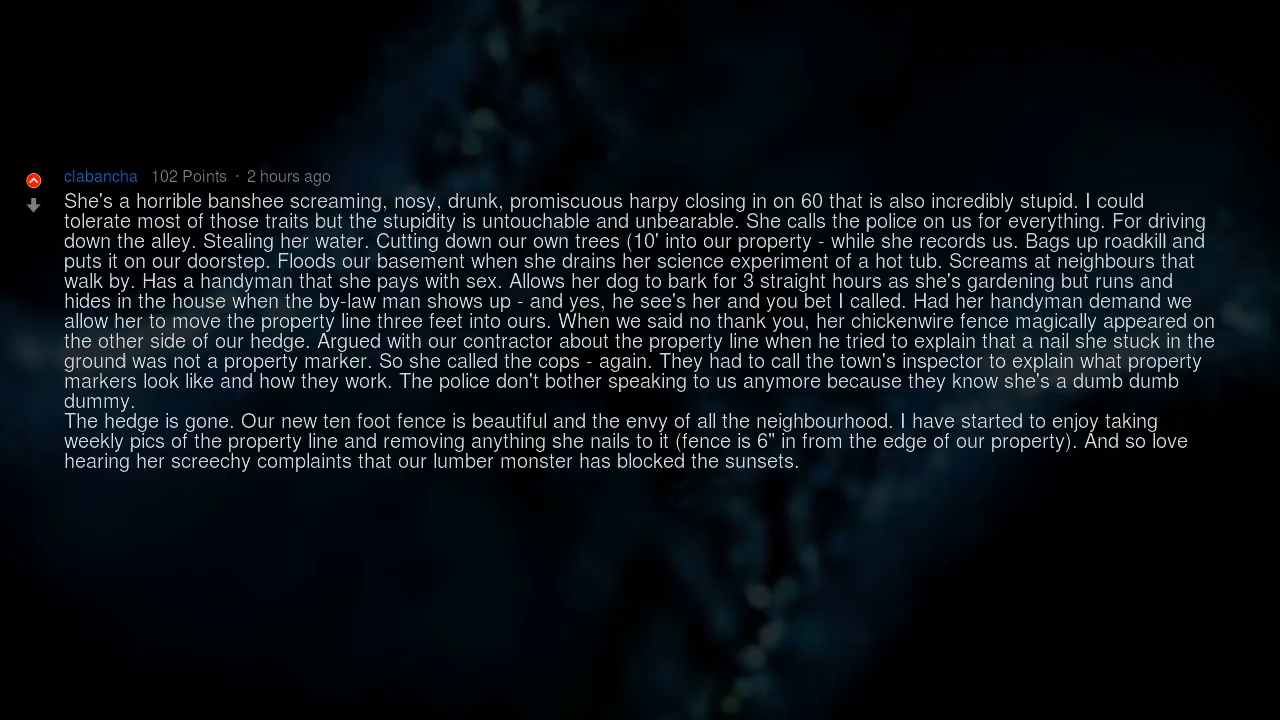 clabancha 102 Points · 2 hours ago
She's a horrible banshee screaming, nosy, drunk, promiscuous harpy closing in on 60 that is also incredibly stupid. I could
tolerate most of those traits but the stupidity is untouchable and unbearable. She calls the police on us for everything. For driving
down the alley. Stealing her water. Cutting down our own trees (10' into our property - while she records us. Bags up roadkill and
puts it on our doorstep. Floods our basement when she drains her science experiment of a hot tub. Screams at neighbours that
walk by. Has a handyman that she pays with sex. Allows her dog to bark for 3 straight hours as she's gardening but runs and
hides in the house when the by-law man shows up - and yes, he see's her and you bet I called. Had her handyman demand we
allow her to move the property line three feet into ours. When we said no thank you, her chickenwire fence magically appeared on
the other side of our hedge. Argued with our contractor about the property line when he tried to explain that a nail she stuck in the
ground was not a property marker. So she called the cops - again. They had to call the town's inspector to explain what property
markers look like and how they work. The police don't bother speaking to us anymore because they know she's a dumb dumb
dummy.
The hedge is gone. Our new ten foot fence is beautiful and the envy of all the neighbourhood. I have started to enjoy taking
weekly pics of the property line and removing anything she nails to it (fence is 6" in from the edge of our property). And so love
hearing her screechy complaints that our lumber monster has blocked the sunsets.